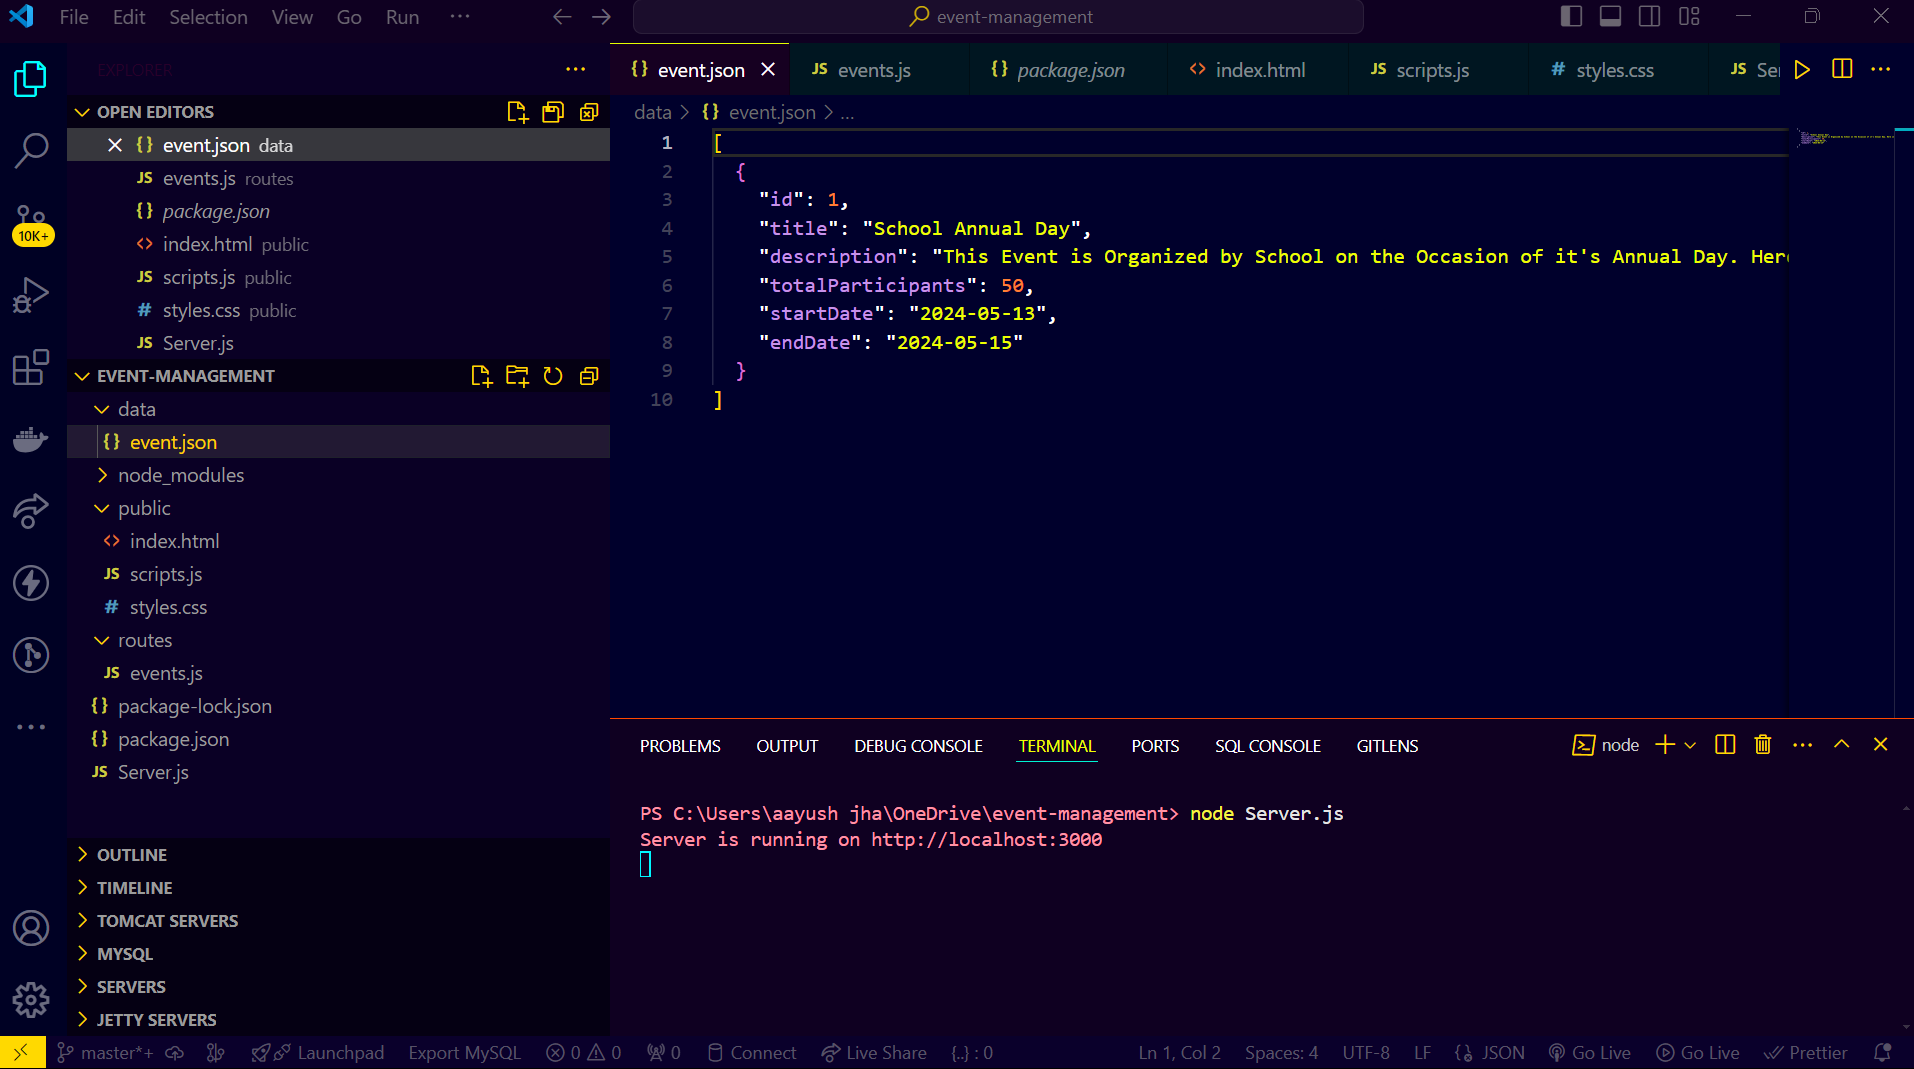 File Edit Selection View Go Run ···
event-management
EXPLORER
OPEN EDITORS
{} event.json data
JS events.js routes
{} package.json
<> index.html public
JS scripts.js public
# styles.css public
JS Server.js
EVENT-MANAGEMENT
data
{} event.json
node_modules
public
<> index.html
JS scripts.js
# styles.css
routes
JS events.js
{} package-lock.json
{} package.json
JS Server.js
OUTLINE
TIMELINE
TOMCAT SERVERS
MYSQL
SERVERS
JETTY SERVERS
10K+
{} event.json JS events.js {} package.json <> index.html JS scripts.js # styles.css JS Se
data > {} event.json > ...
1 [
2 {
3 "id": 1,
4 "title": "School Annual Day",
5 "description": "This Event is Organized by School on the Occasion of it's Annual Day. Her
6 "totalParticipants": 50,
7 "startDate": "2024-05-13",
8 "endDate": "2024-05-15"
9 }
10 ]
PROBLEMS OUTPUT DEBUG CONSOLE TERMINAL PORTS SQL CONSOLE GITLENS node
PS C:\Users\aayush jha\OneDrive\event-management> node Server.js
Server is running on http://localhost:3000
master*+ Launchpad Export MySQL 0 0 0 Connect Live Share {..} : 0 Ln 1, Col 2 Spaces: 4 UTF-8 LF JSON Go Live Go Live Prettier